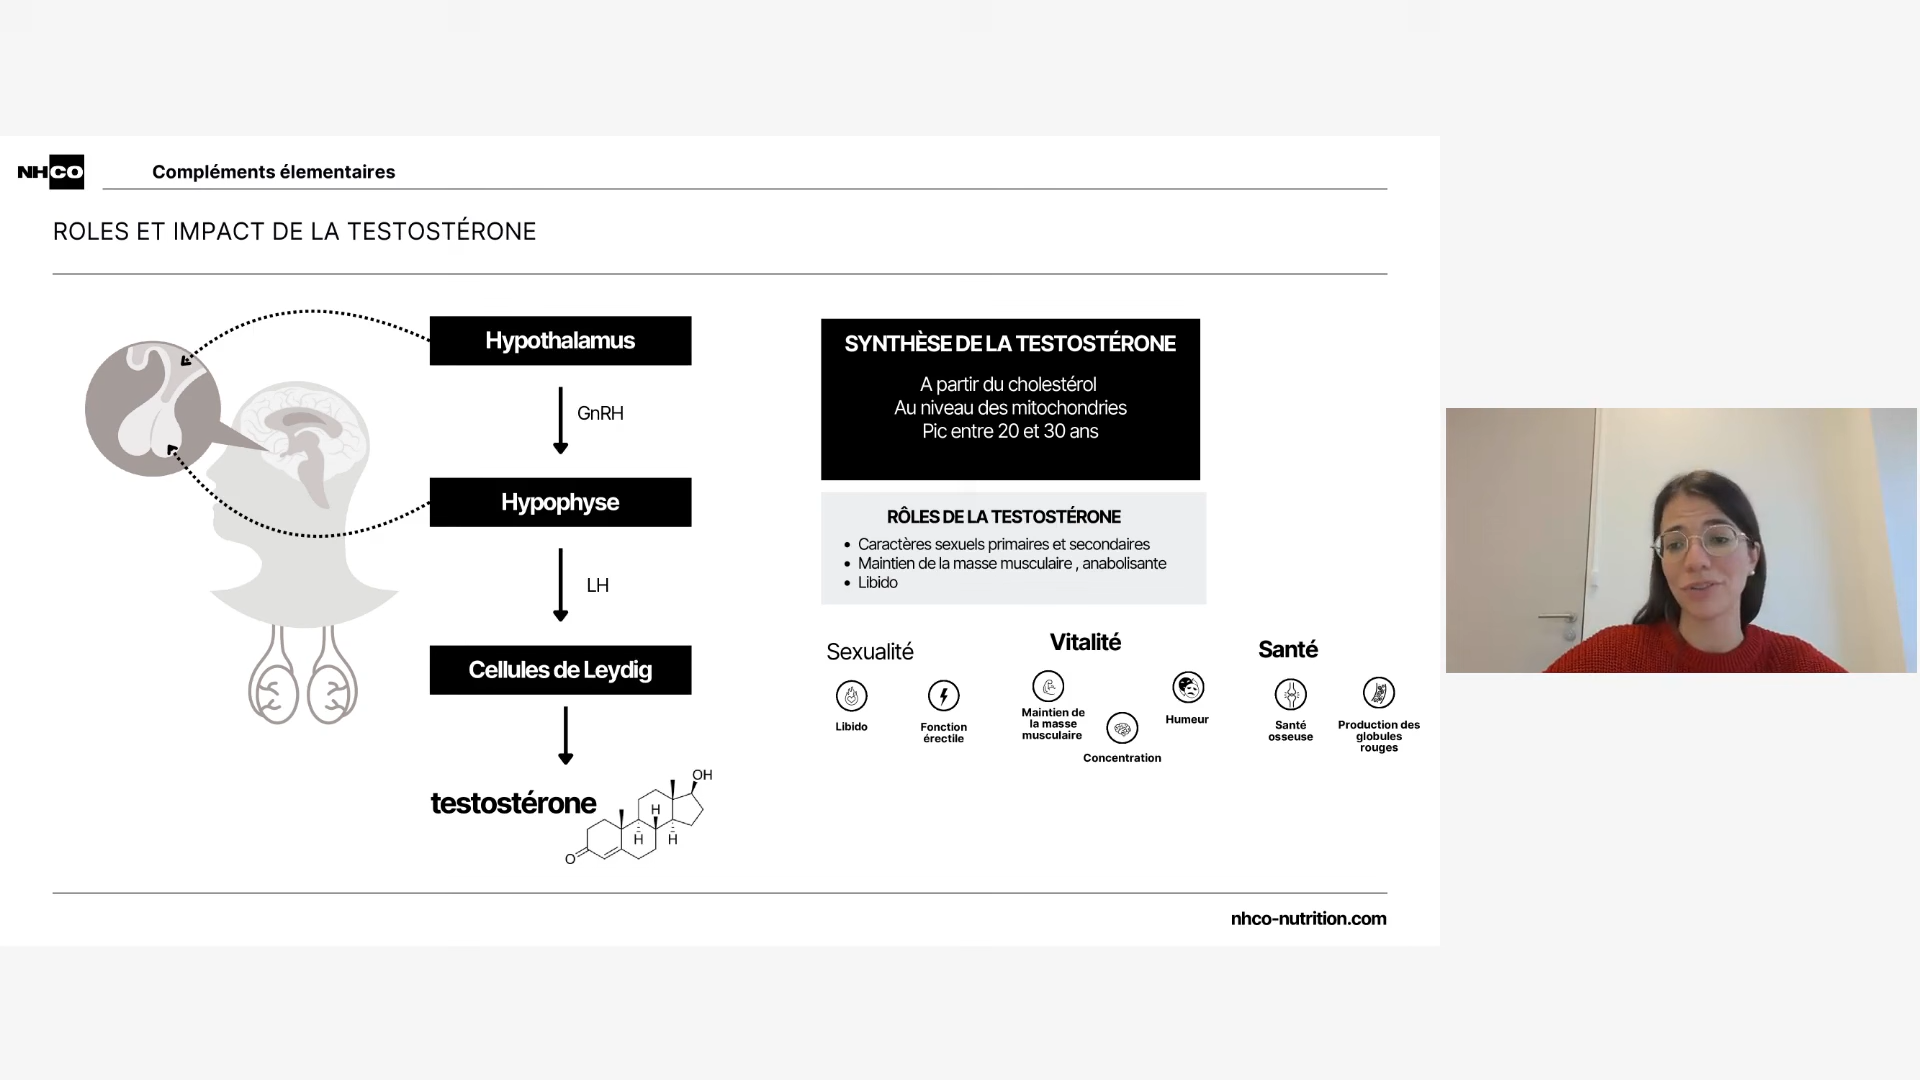 NHCO
Compléments élementaires
ROLES ET IMPACT DE LA TESTOSTÉRONE
Hypothalamus
GnRH
Hypophyse
LH
Cellules de Leydig
testostérone
OH
H
H
H
O
SYNTHÈSE DE LA TESTOSTÉRONE
A partir du cholestérol
Au niveau des mitochondries
Pic entre 20 et 30 ans
RÔLES DE LA TESTOSTÉRONE
• Caractères sexuels primaires et secondaires
• Maintien de la masse musculaire , anabolisante
• Libido
Sexualité
Libido
Fonction
érectile
Vitalité
Maintien de
la masse
musculaire
Concentration
Humeur
Santé
Santé
osseuse
Production des
globules
rouges
nhco-nutrition.com